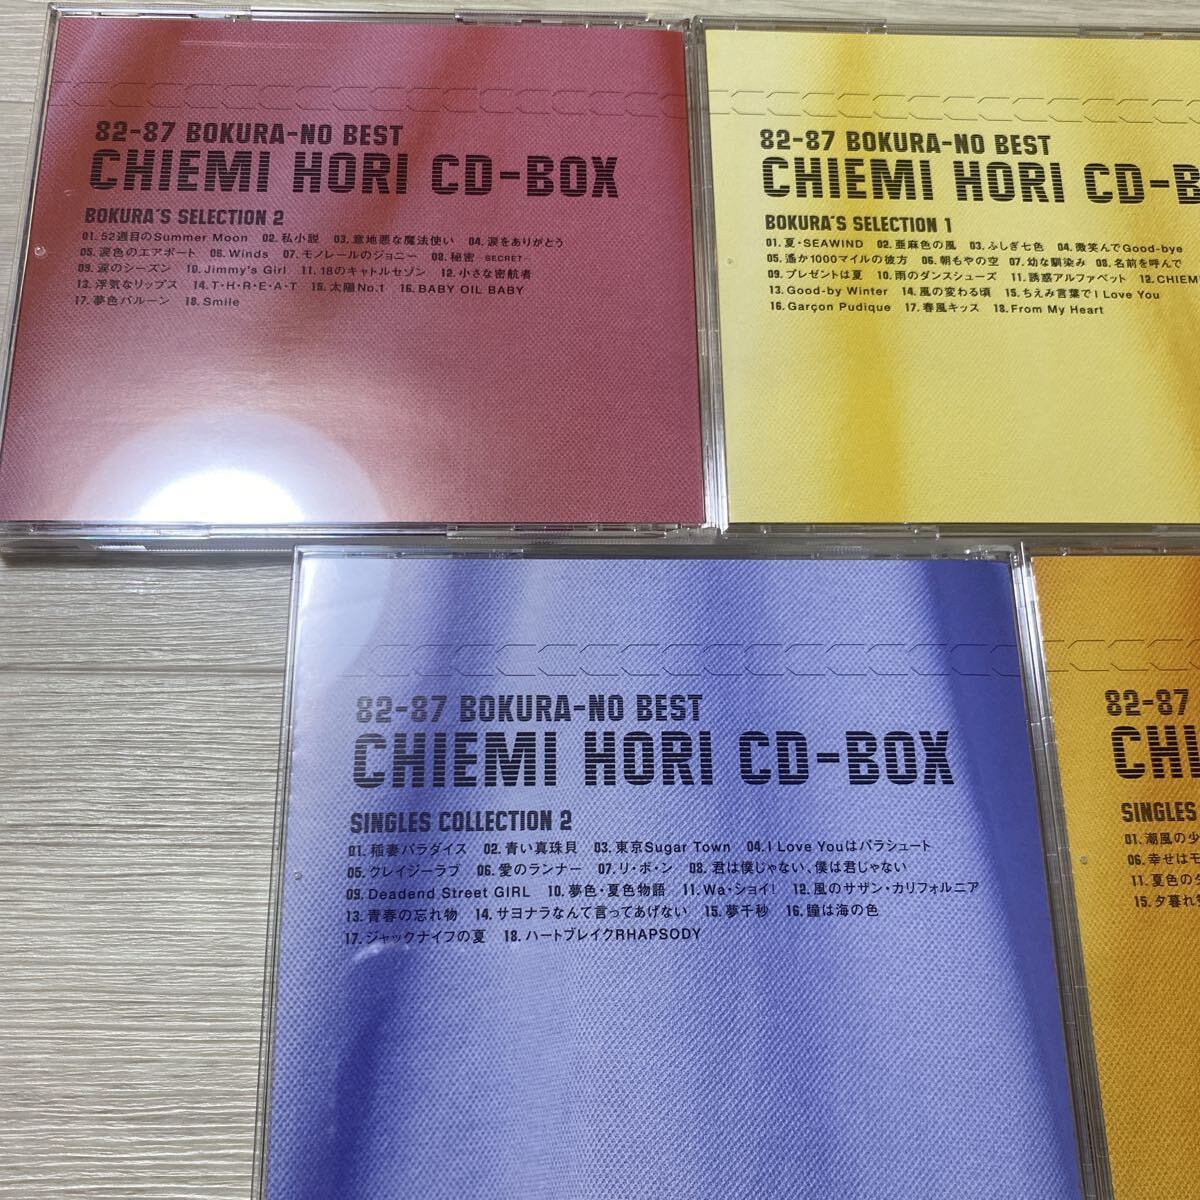 82-87 BOKURA-NO BEST
CHIEMI HORI CD-BOX
BOKURA'S SELECTION 2
01.52週目のSummer Moon 02.私小説 03.意地悪な魔法使い 04.涙をありがとう
05.涙色のエアポート 06.Winds 07.モノレールのジョニー 08.秘密-SECRET-
09.涙のシーズン 10.Jimmy's Girl 11.18のキャトルセゾン 12.小さな密航者
13.浮気なリップス 14.T・H・R・E・A・T 15.太陽No.1 16.BABY OIL BABY
17.夢色バルーン 18.Smile
82-87 BOKURA-NO BEST
CHIEMI HORI CD-B
BOKURA'S SELECTION 1
01.夏・SEAWIND 02.亜麻色の風 03.ふしぎ七色 04.微笑んでGood-bye
05.遙か1000マイルの彼方 06.朝もやの空 07.幼な馴染み 08.名前を呼んで
09.プレゼントは夏 10.雨のダンスシューズ 11.誘惑アルファベット 12.CHIEM
13.Good-by Winter 14.風の変わる頃 15.ちえみ言葉でI Love You
16.Garçon Pudique 17.春風キッス 18.From My Heart
82-87 BOKURA-NO BEST
CHIEMI HORI CD-BOX
SINGLES COLLECTION 2
01.稲妻パラダイス 02.青い真珠貝 03.東京Sugar Town 04.I Love Youはパラシュート
05.クレイジーラブ 06.愛のランナー 07.リ・ボ・ン 08.君は僕じゃない、僕は君じゃない
09.Deadend Street GIRL 10.夢色・夏色物語 11.Wa・ショイ! 12.風のサザン・カリフォルニア
13.青春の忘れ物 14.サヨナラなんて言ってあげない 15.夢千秒 16.瞳は海の色
17.ジャックナイフの夏 18.ハートブレイクRHAPSODY
82-87
CHI
SINGLES
01.潮風の少
06.幸せはモ
11.夏色の
15.夕暮れ